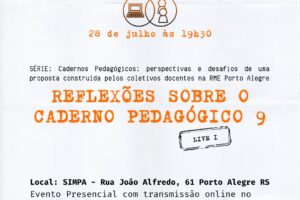 28 de julho às 19h30
SÉRIE: Cadernos Pedagógicos: perspectivas e desafios de uma
proposta construída pelos coletivos docentes na RME Porto Alegre
REFLEXÕES SOBRE O
CADERNO PEDAGÓGICO 9
LIVE I
Local: SIMPA – Rua João Alfredo, 61 Porto Alegre RS
Evento Presencial com transmissão online no